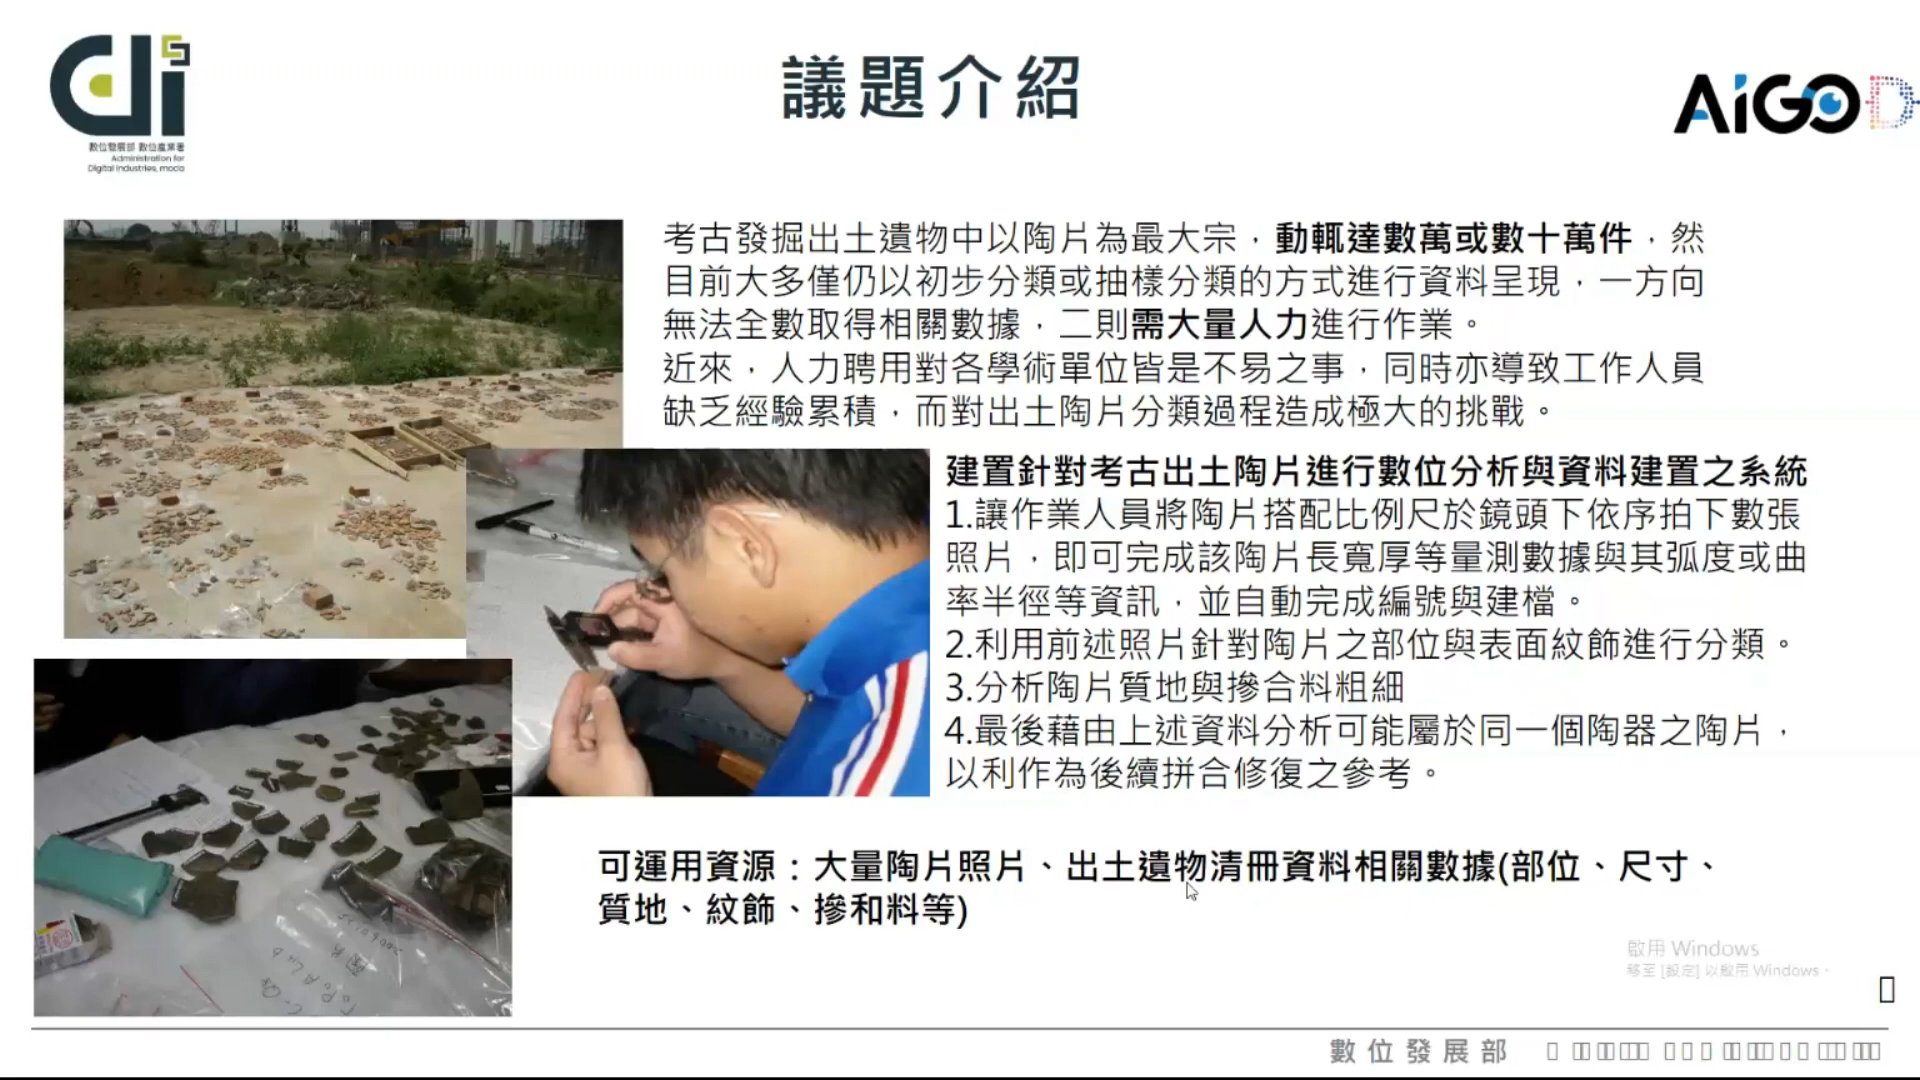 數位發展部 數位產業署
Administration for
Digital Industries, moda
議題介紹
AiGO
考古發掘出土遺物中以陶片為最大宗，動輒達數萬或數十萬件，然
目前大多僅仍以初步分類或抽樣分類的方式進行資料呈現，一方向
無法全數取得相關數據，二則需大量人力進行作業。
近來，人力聘用對各學術單位皆是不易之事，同時亦導致工作人員
缺乏經驗累積，而對出土陶片分類過程造成極大的挑戰。
建置針對考古出土陶片進行數位分析與資料建置之系統
1.讓作業人員將陶片搭配比例尺於鏡頭下依序拍下數張
照片，即可完成該陶片長寬厚等量測數據與其弧度或曲
率半徑等資訊，並自動完成編號與建檔。
2.利用前述照片針對陶片之部位與表面紋飾進行分類。
3.分析陶片質地與摻合料粗細
4.最後藉由上述資料分析可能屬於同一個陶器之陶片，
以利作為後續拼合修復之參考。
可運用資源：大量陶片照片、出土遺物清冊資料相關數據(部位、尺寸、
質地、紋飾、摻和料等)
啟用 Windows
移至 [設定] 以啟用 Windows。
數位發展部